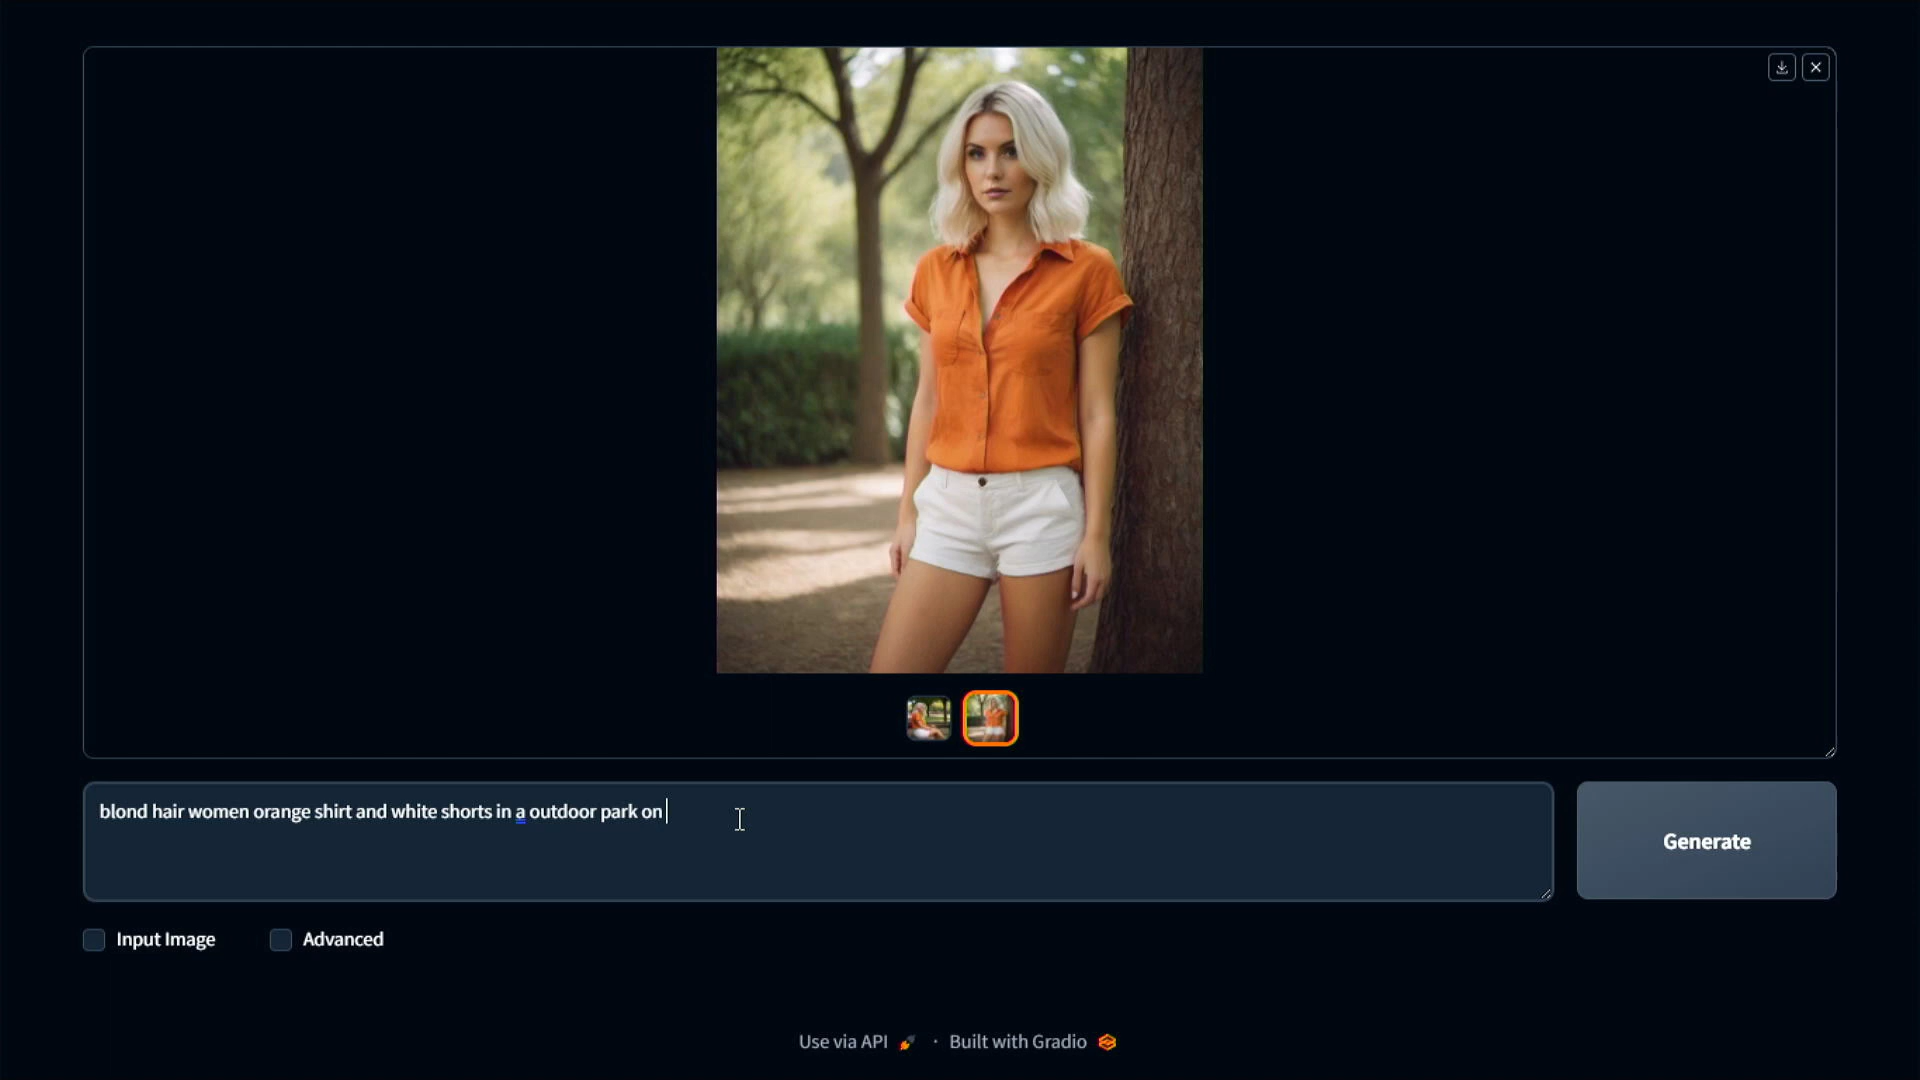 blond hair women orange shirt and white shorts in a outdoor park on
Generate
Input Image
Advanced
Use via API · Built with Gradio